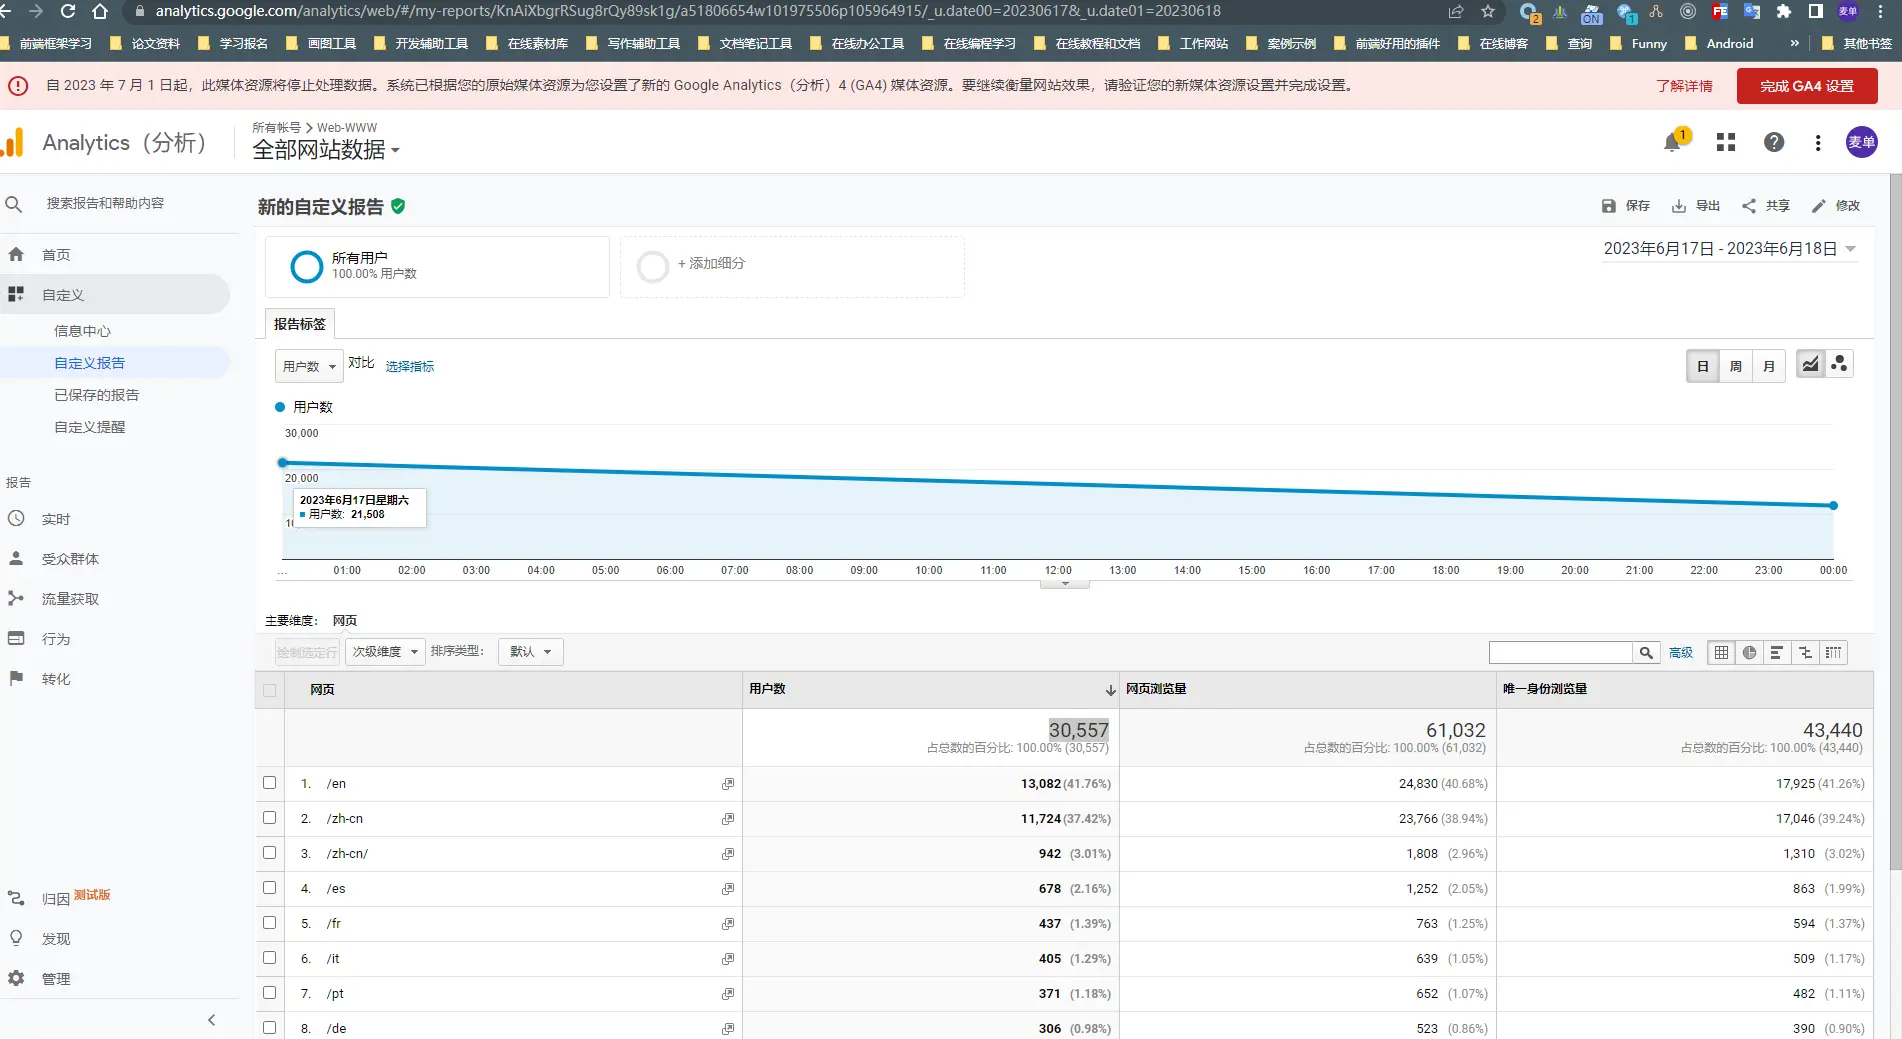 analytics.google.com/analytics/web/#/my-reports/KnAiXbgrRSug8rQy89sk1g/a51806654w101975506p105964915/_u.date00=20230617&_u.date01=20230618
2 ON 1 FE 麦单
前端框架学习 论文资料 学习报名 画图工具 开发辅助工具 在线素材库 写作辅助工具 文档笔记工具 在线办公工具 在线编程学习 在线教程和文档 工作网站 案例示例 前端好用的插件 在线博客 查询 Funny Android » 其他书签
自 2023 年 7 月 1 日起，此媒体资源将停止处理数据。系统已根据您的原始媒体资源为您设置了新的 Google Analytics（分析）4 (GA4) 媒体资源。要继续衡量网站效果，请验证您的新媒体资源设置并完成设置。 了解详情 完成 GA4 设置
Analytics（分析）
所有帐号 > Web-WWW
全部网站数据
1
麦单
搜索报告和帮助内容
首页
自定义
信息中心
自定义报告
已保存的报告
自定义提醒
报告
实时
受众群体
流量获取
行为
转化
归因 测试版
发现
管理
新的自定义报告
保存 导出 共享 修改
所有用户
100.00% 用户数
+ 添加细分
2023年6月17日 - 2023年6月18日
报告标签
用户数 对比 选择指标
日 周 月
用户数
30,000
20,000
2023年6月17日星期六
用户数: 21,508
... 01:00 02:00 03:00 04:00 05:00 06:00 07:00 08:00 09:00 10:00 11:00 12:00 13:00 14:00 15:00 16:00 17:00 18:00 19:00 20:00 21:00 22:00 23:00 00:00
主要维度： 网页
绘制选定行 次级维度 排序类型： 默认 高级
网页 用户数 网页浏览量 唯一身份浏览量
30,557 61,032 43,440
占总数的百分比: 100.00% (30,557) 占总数的百分比: 100.00% (61,032) 占总数的百分比: 100.00% (43,440)
1. /en 13,082 (41.76%) 24,830 (40.68%) 17,925 (41.26%)
2. /zh-cn 11,724 (37.42%) 23,766 (38.94%) 17,046 (39.24%)
3. /zh-cn/ 942 (3.01%) 1,808 (2.96%) 1,310 (3.02%)
4. /es 678 (2.16%) 1,252 (2.05%) 863 (1.99%)
5. /fr 437 (1.39%) 763 (1.25%) 594 (1.37%)
6. /it 405 (1.29%) 639 (1.05%) 509 (1.17%)
7. /pt 371 (1.18%) 652 (1.07%) 482 (1.11%)
8. /de 306 (0.98%) 523 (0.86%) 390 (0.90%)